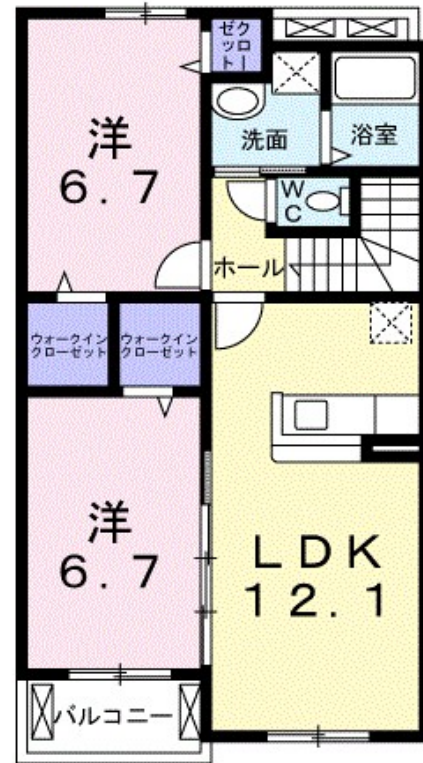 クロー
ゼット
洋
6.7
洗面
浴室
WC
ホール
ウォークイン
クローゼット
ウォークイン
クローゼット
洋
6.7
LDK
12.1
バルコニー